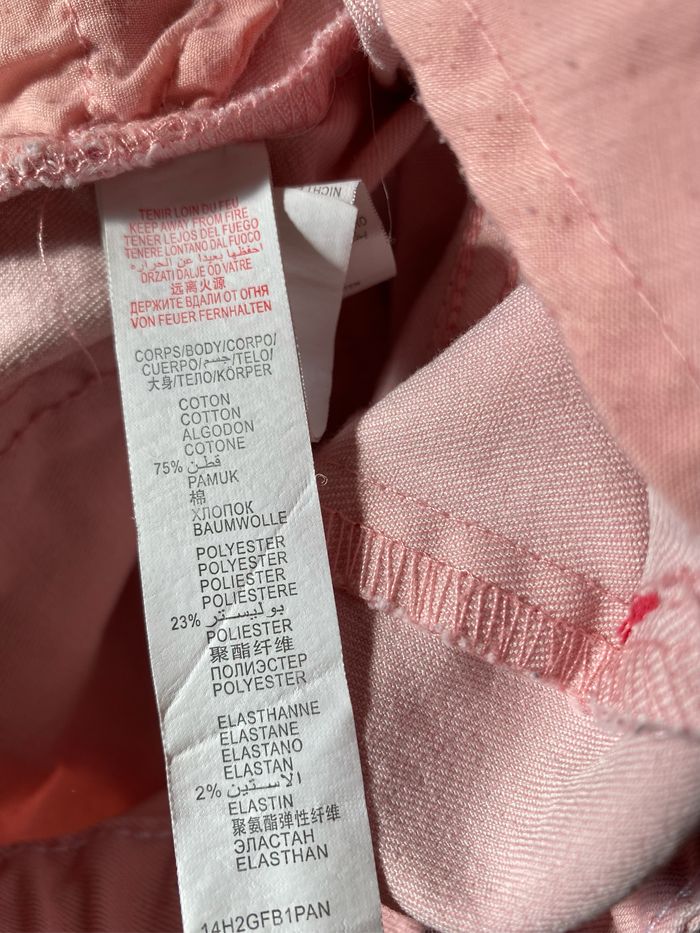 TENIR LOIN DU FEU
KEEP AWAY FROM FIRE
TENER LEJOS DEL FUEGO
TENERE LONTANO DAL FUOCO
احفظها بعيدا عن الحراره
DRZATI DALJE OD VATRE
远离火源
ДЕРЖИТЕ ВДАЛИ ОТ ОГНЯ
VON FEUER FERNHALTEN
CORPS/BODY/CORPO/
CUERPO/جسم/TELO/
大身/ТЕЛО/KÖRPER
COTON
COTTON
ALGODON
COTONE
75% قطن
PAMUK
棉
ХЛОПОК
BAUMWOLLE
POLYESTER
POLYESTER
POLIESTER
POLIESTERE
23% بوليستر
POLIESTER
聚酯纤维
ПОЛИЭСТЕР
POLYESTER
ELASTHANNE
ELASTANE
ELASTANO
ELASTAN
2% الاستين
ELASTIN
聚氨酯弹性纤维
ЭЛАСТАН
ELASTHAN
14H2GFB1PAN
NICHT